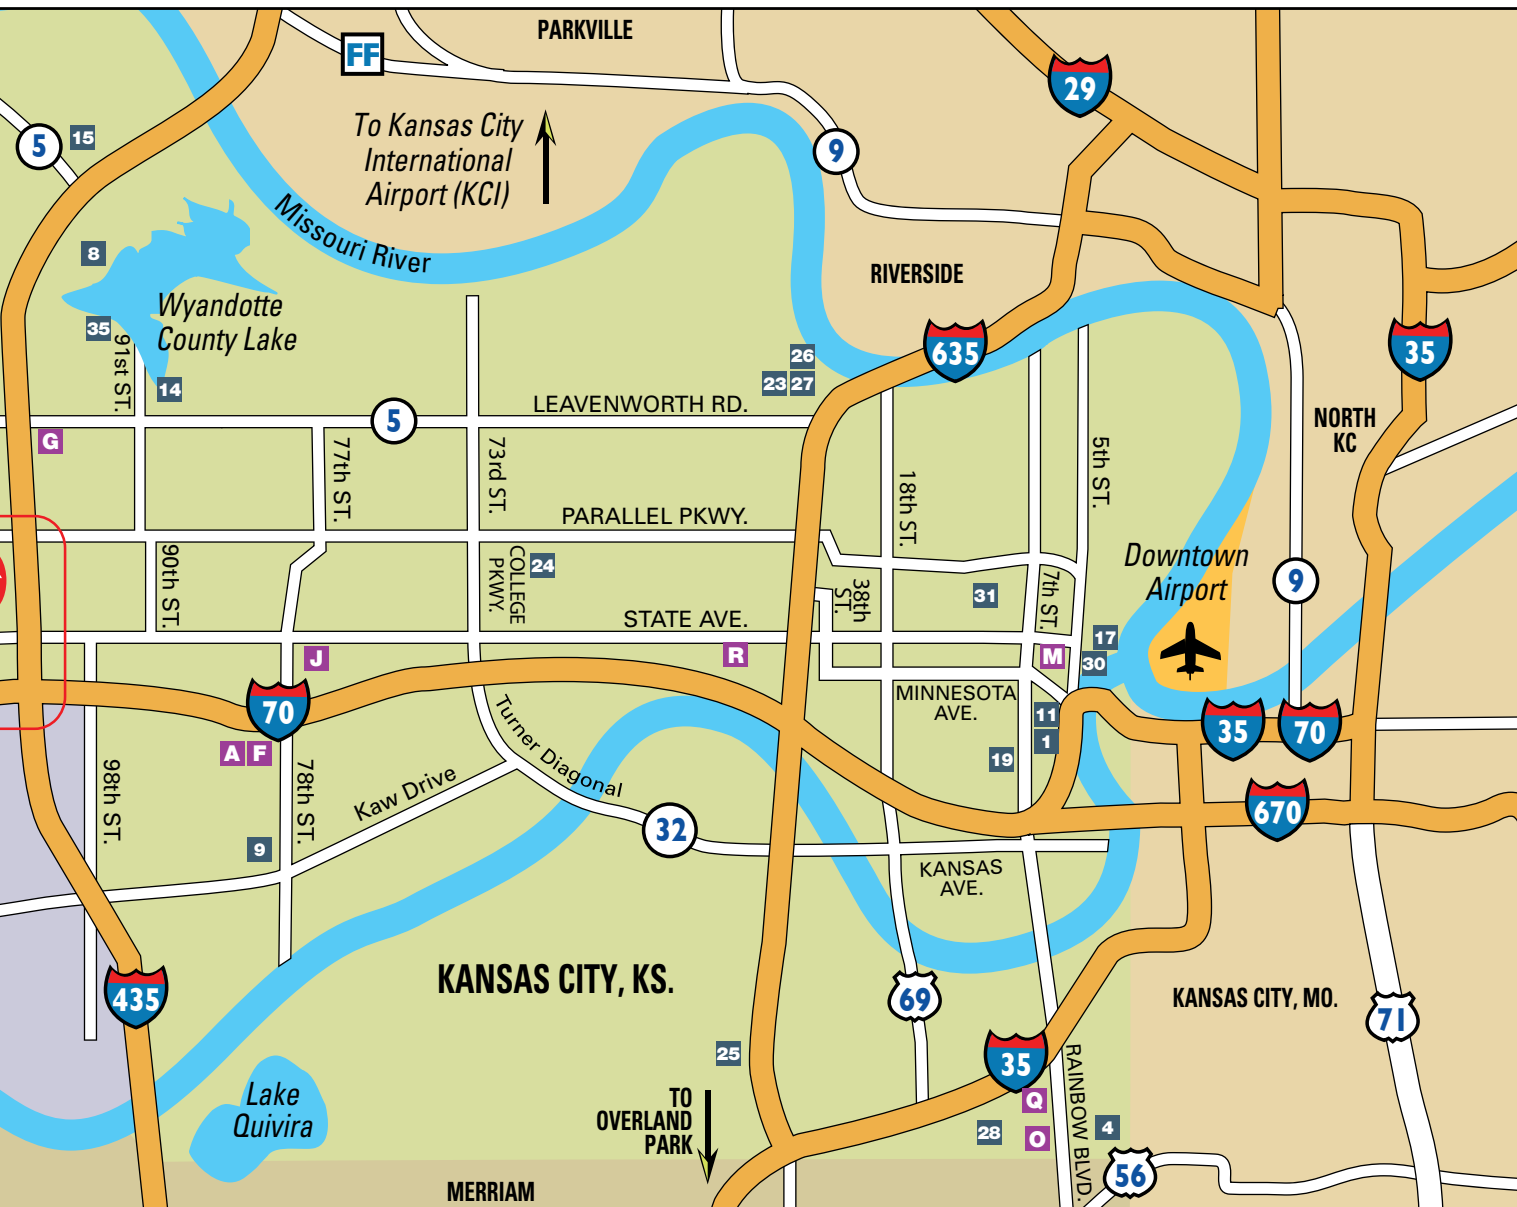 PARKVILLE
FF
29
To Kansas City
International
Airport (KCI)
5
15
9
Missouri River
8
RIVERSIDE
Wyandotte
County Lake
35
91st ST.
14
26
23
27
635
35
LEAVENWORTH RD.
5
NORTH
KC
G
77th ST.
73rd ST.
18th ST.
5th ST.
PARALLEL PKWY.
90th ST.
COLLEGE
PKWY.
24
38th
ST.
31
7th ST.
Downtown
Airport
9
STATE AVE.
J
R
M
17
30
70
MINNESOTA
AVE.
11
1
19
35
70
A
F
Turner Diagonal
98th ST.
78th ST.
Kaw Drive
32
670
9
KANSAS
AVE.
KANSAS CITY, KS.
435
69
KANSAS CITY, MO.
71
25
35
RAINBOW BLVD.
Lake
Quivira
TO
OVERLAND
PARK
Q
28
O
4
56
MERRIAM